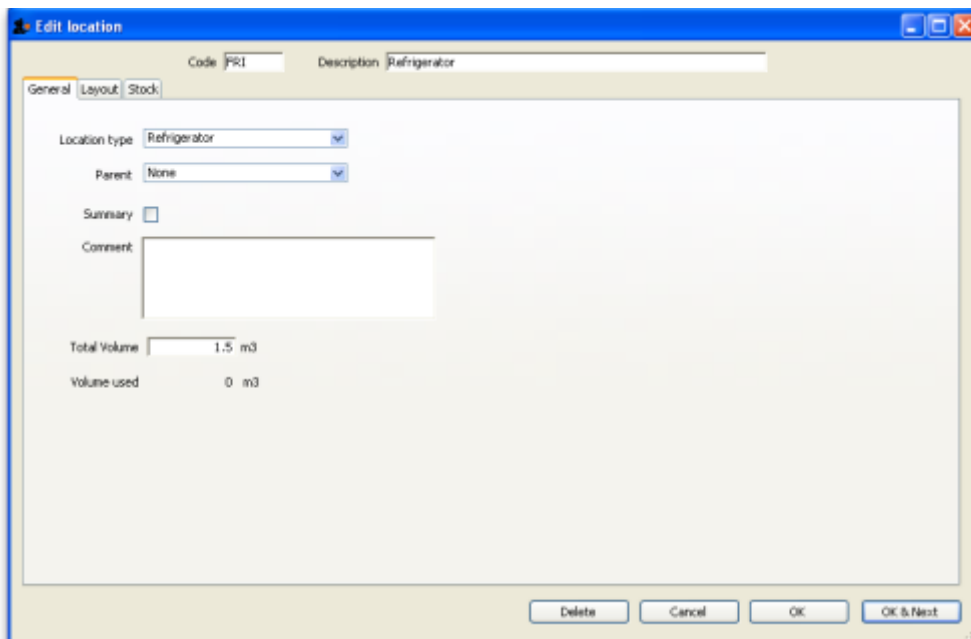 Edit location
Code FRI Description Refrigerator
General Layout Stock
Location type Refrigerator
Parent None
Summary
Comment
Total Volume 1.5 m3
Volume used 0 m3
Delete Cancel OK OK & Next